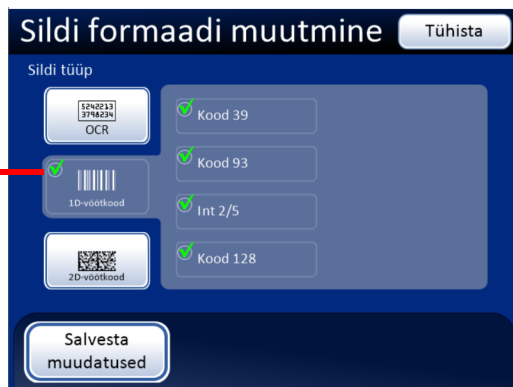 Sildi formaadi muutmine
Tühista
Sildi tüüp
5242213
3798234
OCR
1D-vöötkood
2D-vöötkood
Kood 39
Kood 93
Int 2/5
Kood 128
Salvesta
muudatused